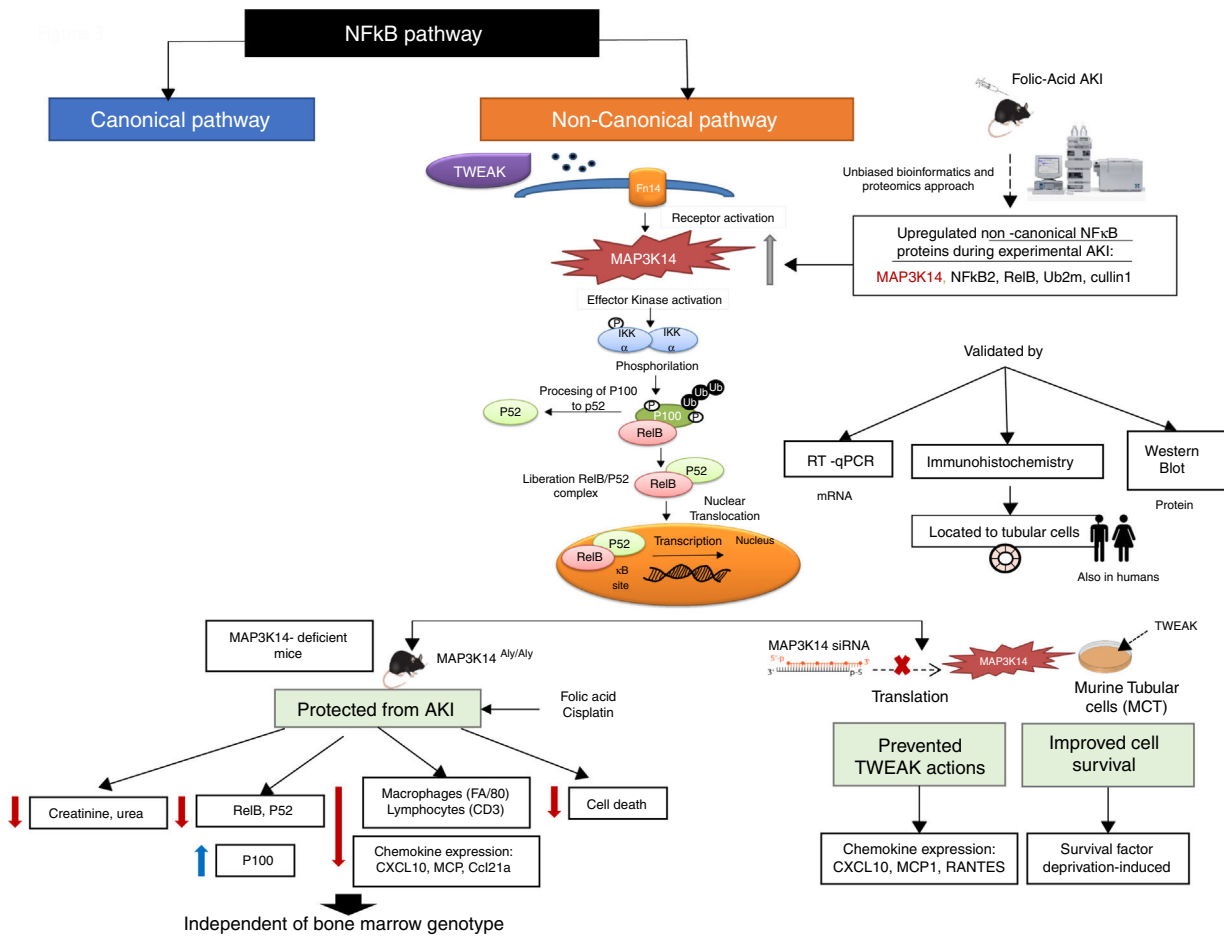 NFkB pathway
Canonical pathway
Non-Canonical pathway
TWEAK
Fn14
Receptor activation
MAP3K14
Effector Kinase activation
P
IKK
α
IKK
α
Phosphorilation
Procesing of P100
to p52
P52
P
P100
Ub
Ub
Ub
P
RelB
Liberation RelB/P52
complex
RelB
P52
Nuclear
Translocation
P52
RelB
Transcription
Nucleus
κB
site
Folic-Acid AKI
Unbiased bioinformatics and
proteomics approach
Upregulated non -canonical NFκB
proteins during experimental AKI:
MAP3K14, NFkB2, RelB, Ub2m, cullin1
Validated by
RT -qPCR
mRNA
Immunohistochemistry
Western
Blot
Protein
Located to tubular cells
Also in humans
MAP3K14- deficient
mice
MAP3K14 Aly/Aly
Protected from AKI
Folic acid
Cisplatin
Creatinine, urea
RelB, P52
P100
Macrophages (FA/80)
Lymphocytes (CD3)
Chemokine expression:
CXCL10, MCP, Ccl21a
Cell death
Independent of bone marrow genotype
MAP3K14 siRNA
5'-p
3'
3'
p-5
Translation
MAP3K14
TWEAK
Murine Tubular
cells (MCT)
Prevented
TWEAK actions
Improved cell
survival
Chemokine expression:
CXCL10, MCP1, RANTES
Survival factor
deprivation-induced